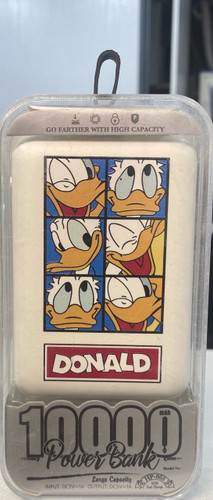 GO FARTHER WITH HIGH CAPACITY
DONALD
10000
MAH
Power Bank
Large Capacity